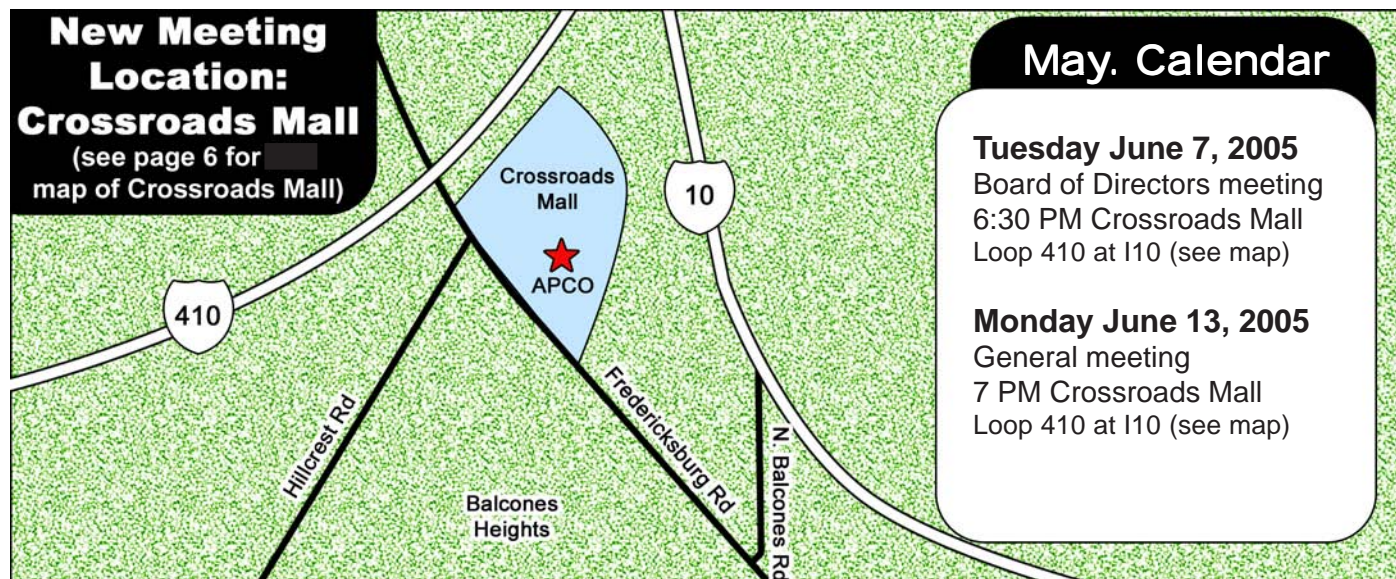 New Meeting
Location:
Crossroads Mall
(see page 6 for
map of Crossroads Mall)
Crossroads
Mall
APCO
410
10
Hillcrest Rd
Fredericksburg Rd
N. Balcones Rd
Balcones
Heights
May. Calendar
Tuesday June 7, 2005
Board of Directors meeting
6:30 PM Crossroads Mall
Loop 410 at I10 (see map)
Monday June 13, 2005
General meeting
7 PM Crossroads Mall
Loop 410 at I10 (see map)